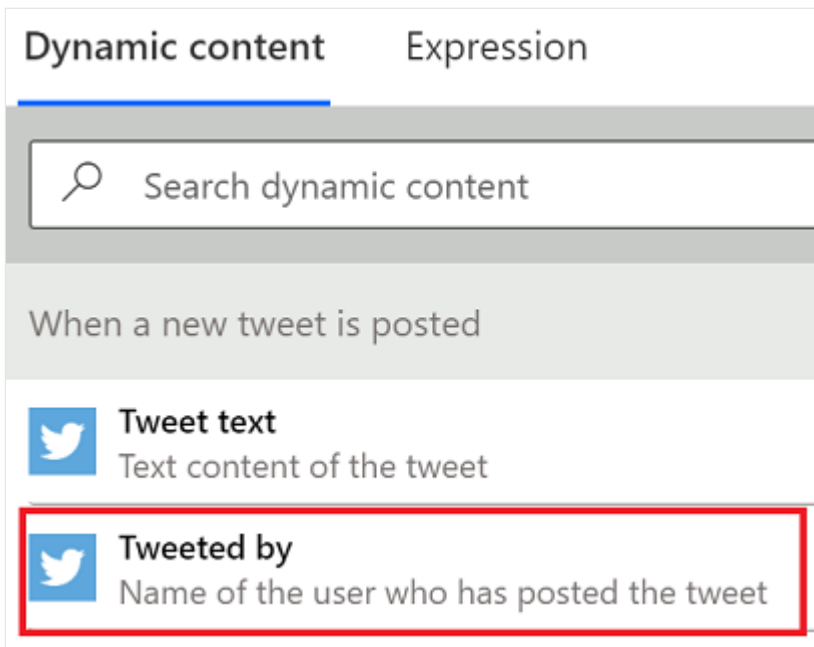 Dynamic content Expression
Search dynamic content
When a new tweet is posted
Tweet text
Text content of the tweet
Tweeted by
Name of the user who has posted the tweet